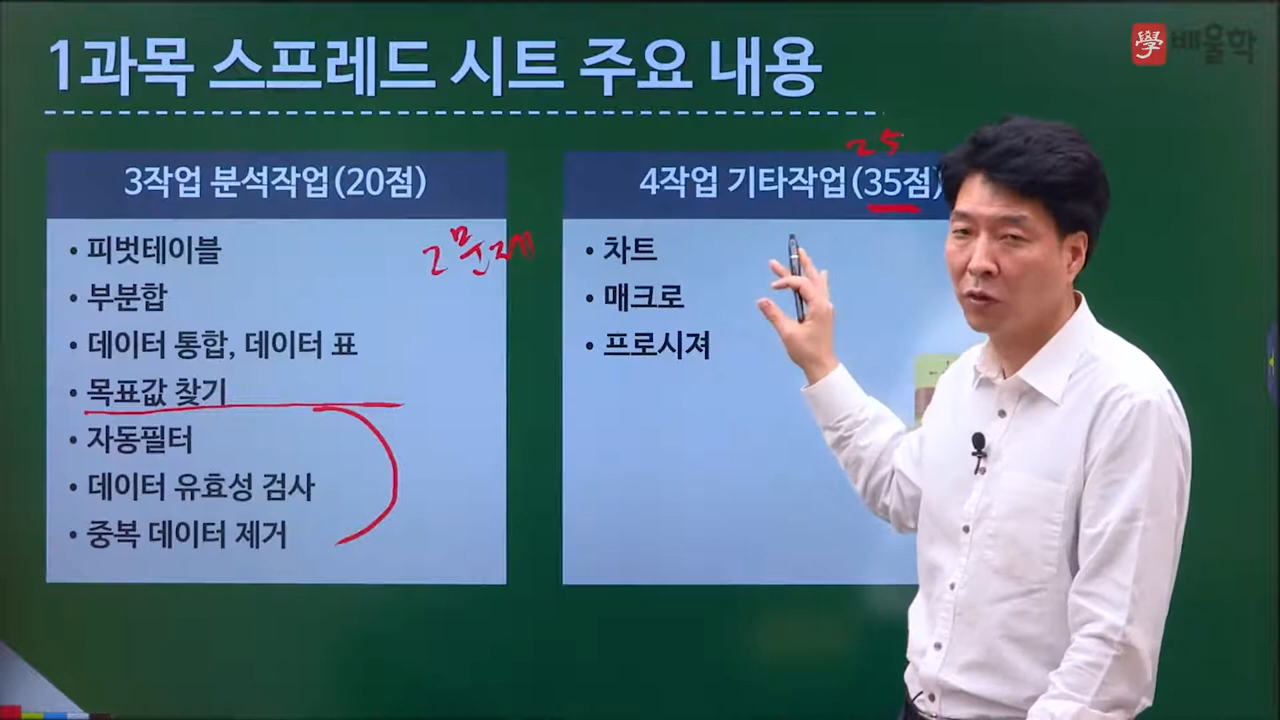 1과목 스프레드 시트 주요 내용
學 배울학
3작업 분석작업(20점)
2문제
• 피벗테이블
• 부분합
• 데이터 통합, 데이터 표
• 목표값 찾기
• 자동필터
• 데이터 유효성 검사
• 중복 데이터 제거
25
4작업 기타작업(35점)
• 차트
• 매크로
• 프로시져